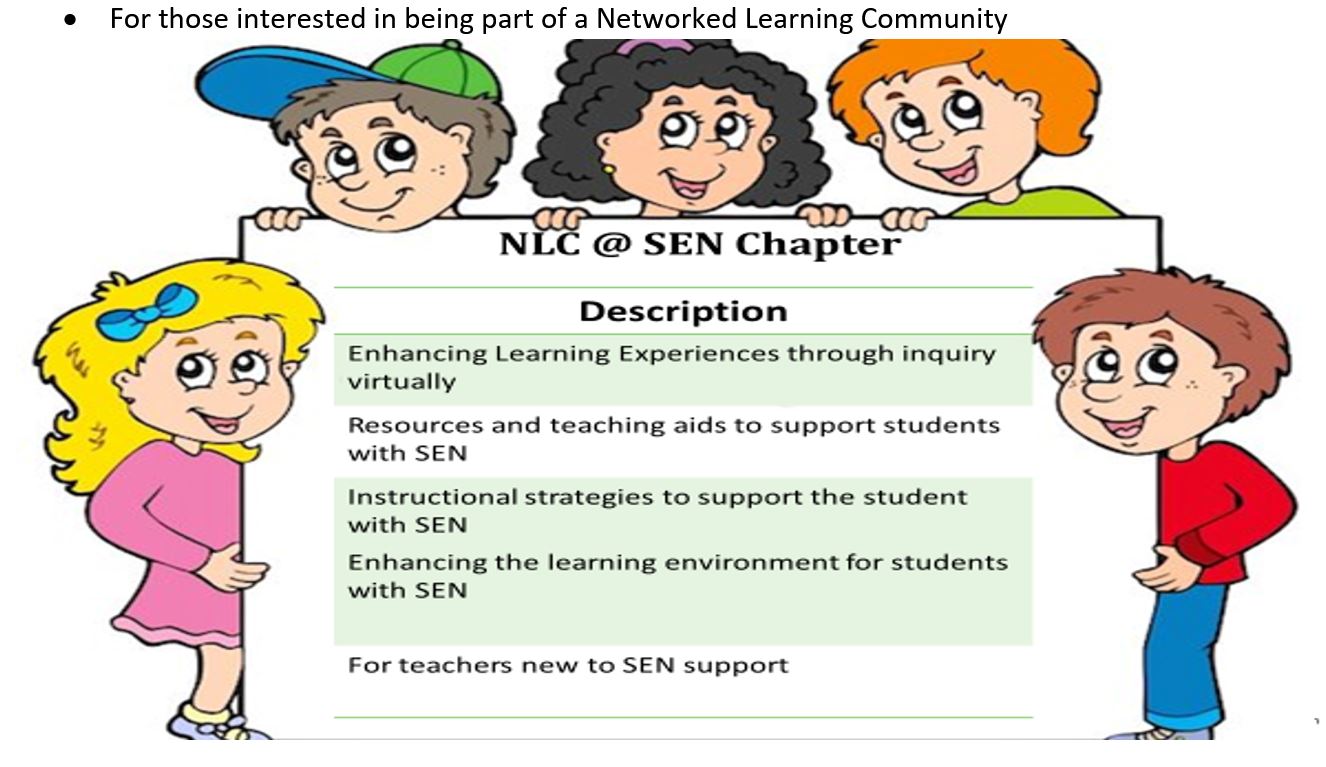 • For those interested in being part of a Networked Learning Community
NLC @ SEN Chapter
Description
Enhancing Learning Experiences through inquiry
virtually
Resources and teaching aids to support students
with SEN
Instructional strategies to support the student
with SEN
Enhancing the learning environment for students
with SEN
For teachers new to SEN support